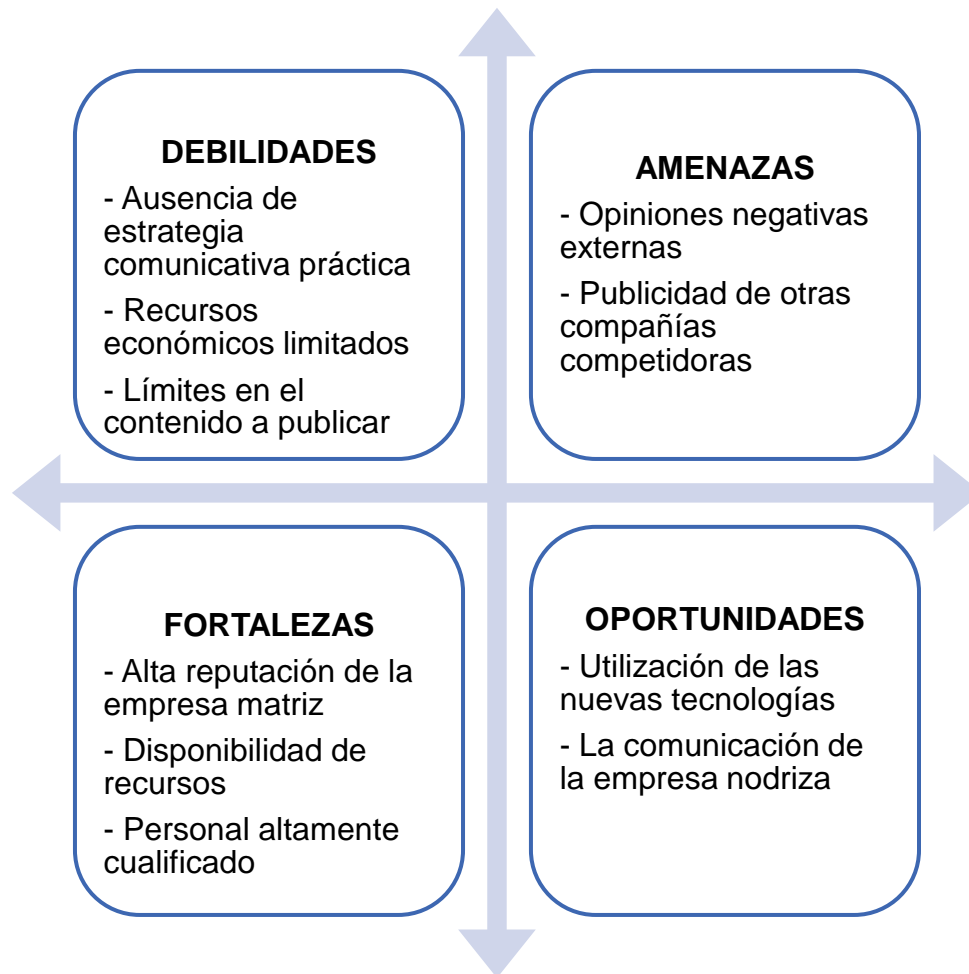 DEBILIDADES
- Ausencia de
estrategia
comunicativa práctica
- Recursos
económicos limitados
- Límites en el
contenido a publicar
AMENAZAS
- Opiniones negativas
externas
- Publicidad de otras
compañías
competidoras
FORTALEZAS
- Alta reputación de la
empresa matriz
- Disponibilidad de
recursos
- Personal altamente
cualificado
OPORTUNIDADES
- Utilización de las
nuevas tecnologías
- La comunicación de
la empresa nodriza